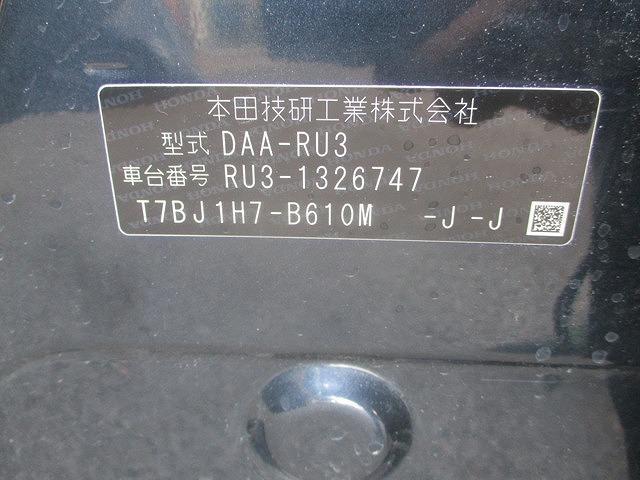 本田技研工業株式会社
型式 DAA-RU3
車台番号 RU3-1326747
T7BJ1H7-B610M -J -J